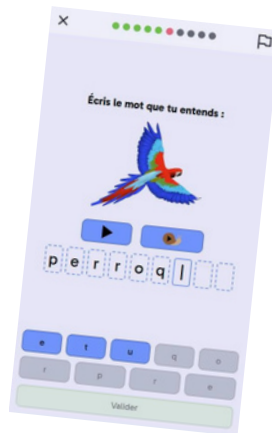 Écris le mot que tu entends :
p e r r o q
e t u q o
r p r e
Valider